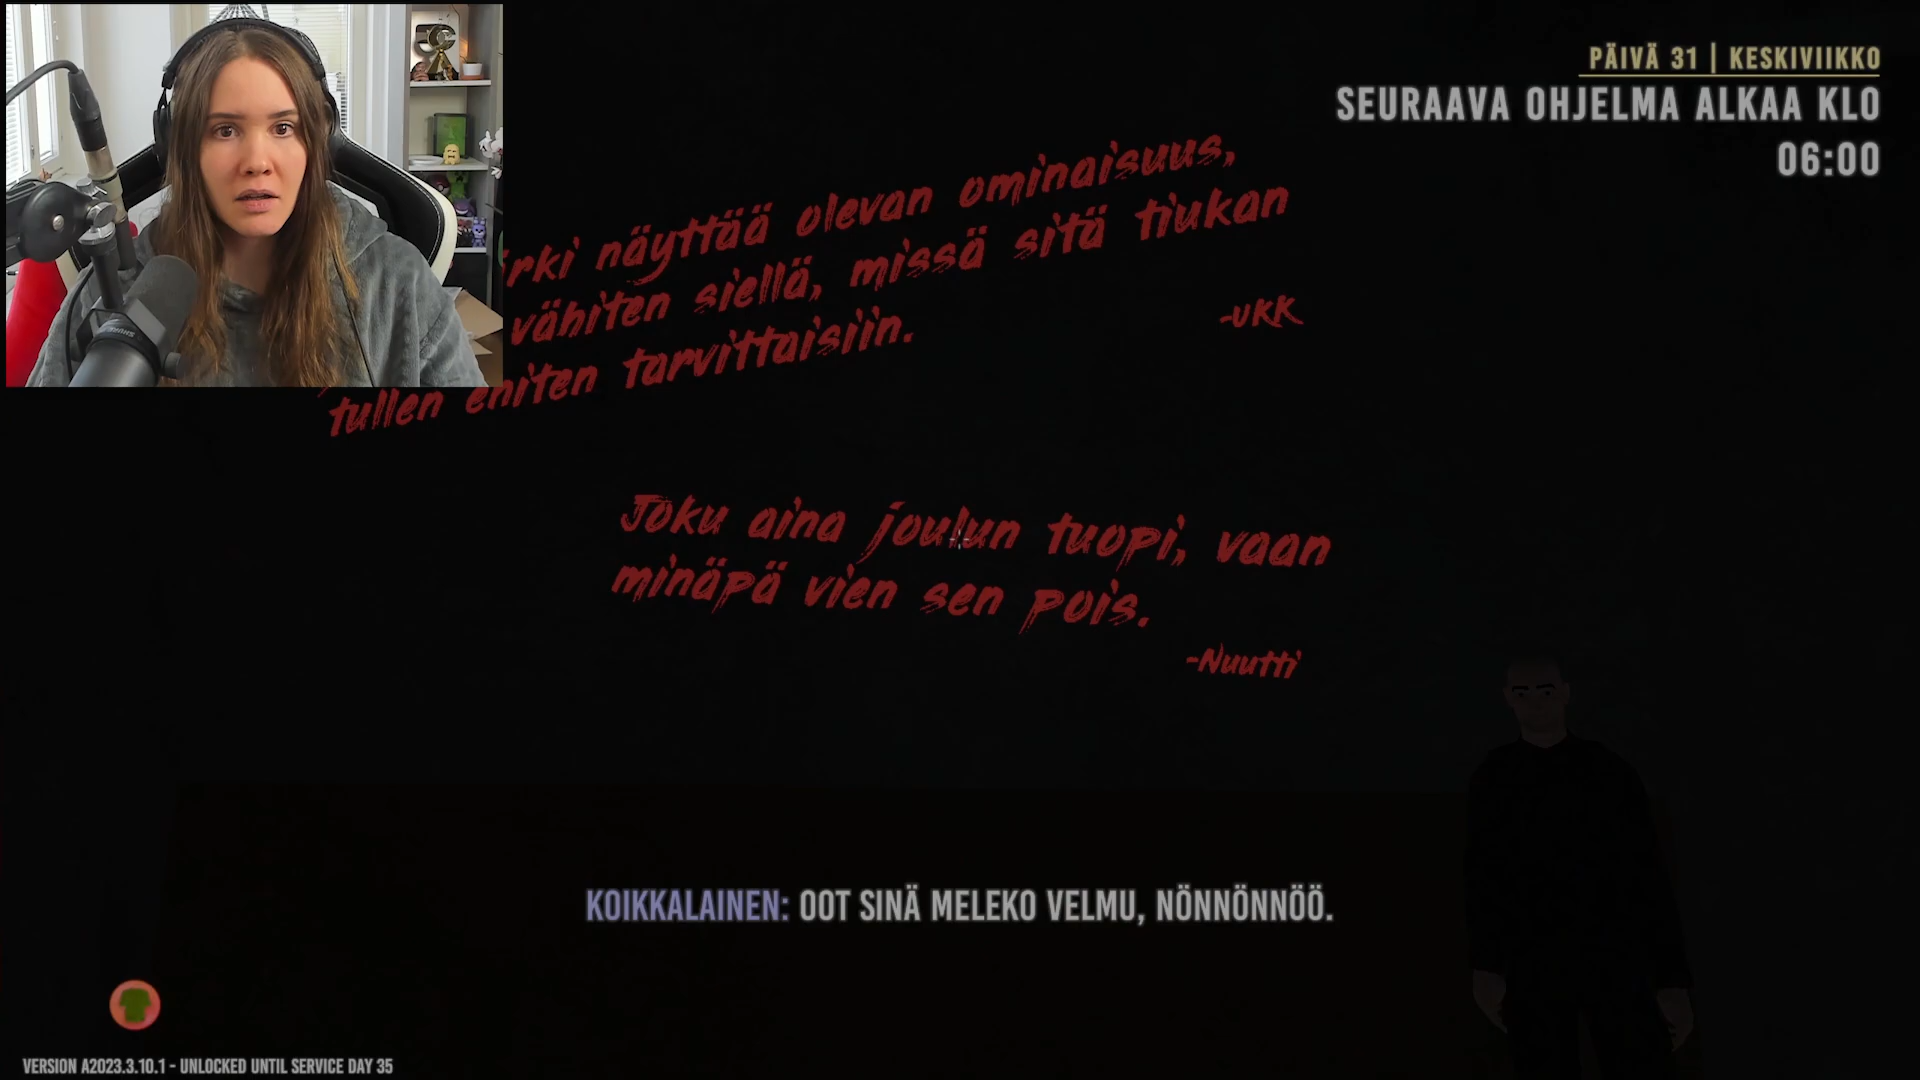 PÄIVÄ 31 | KESKIVIIKKO
SEURAAVA OHJELMA ALKAA KLO
06:00
näyttää olevan ominaisuus,
vähiten siellä, missä sitä tiukan
tullen eniten tarvittaisiin.
-UKK
Joku aina joulun tuopi, vaan
minäpä vien sen pois.
-Nuutti
KOIKKALAINEN: OOT SINÄ MELEKO VELMU, NÖNNÖNNÖÖ.
VERSION A2023.3.10.1 - UNLOCKED UNTIL SERVICE DAY 35